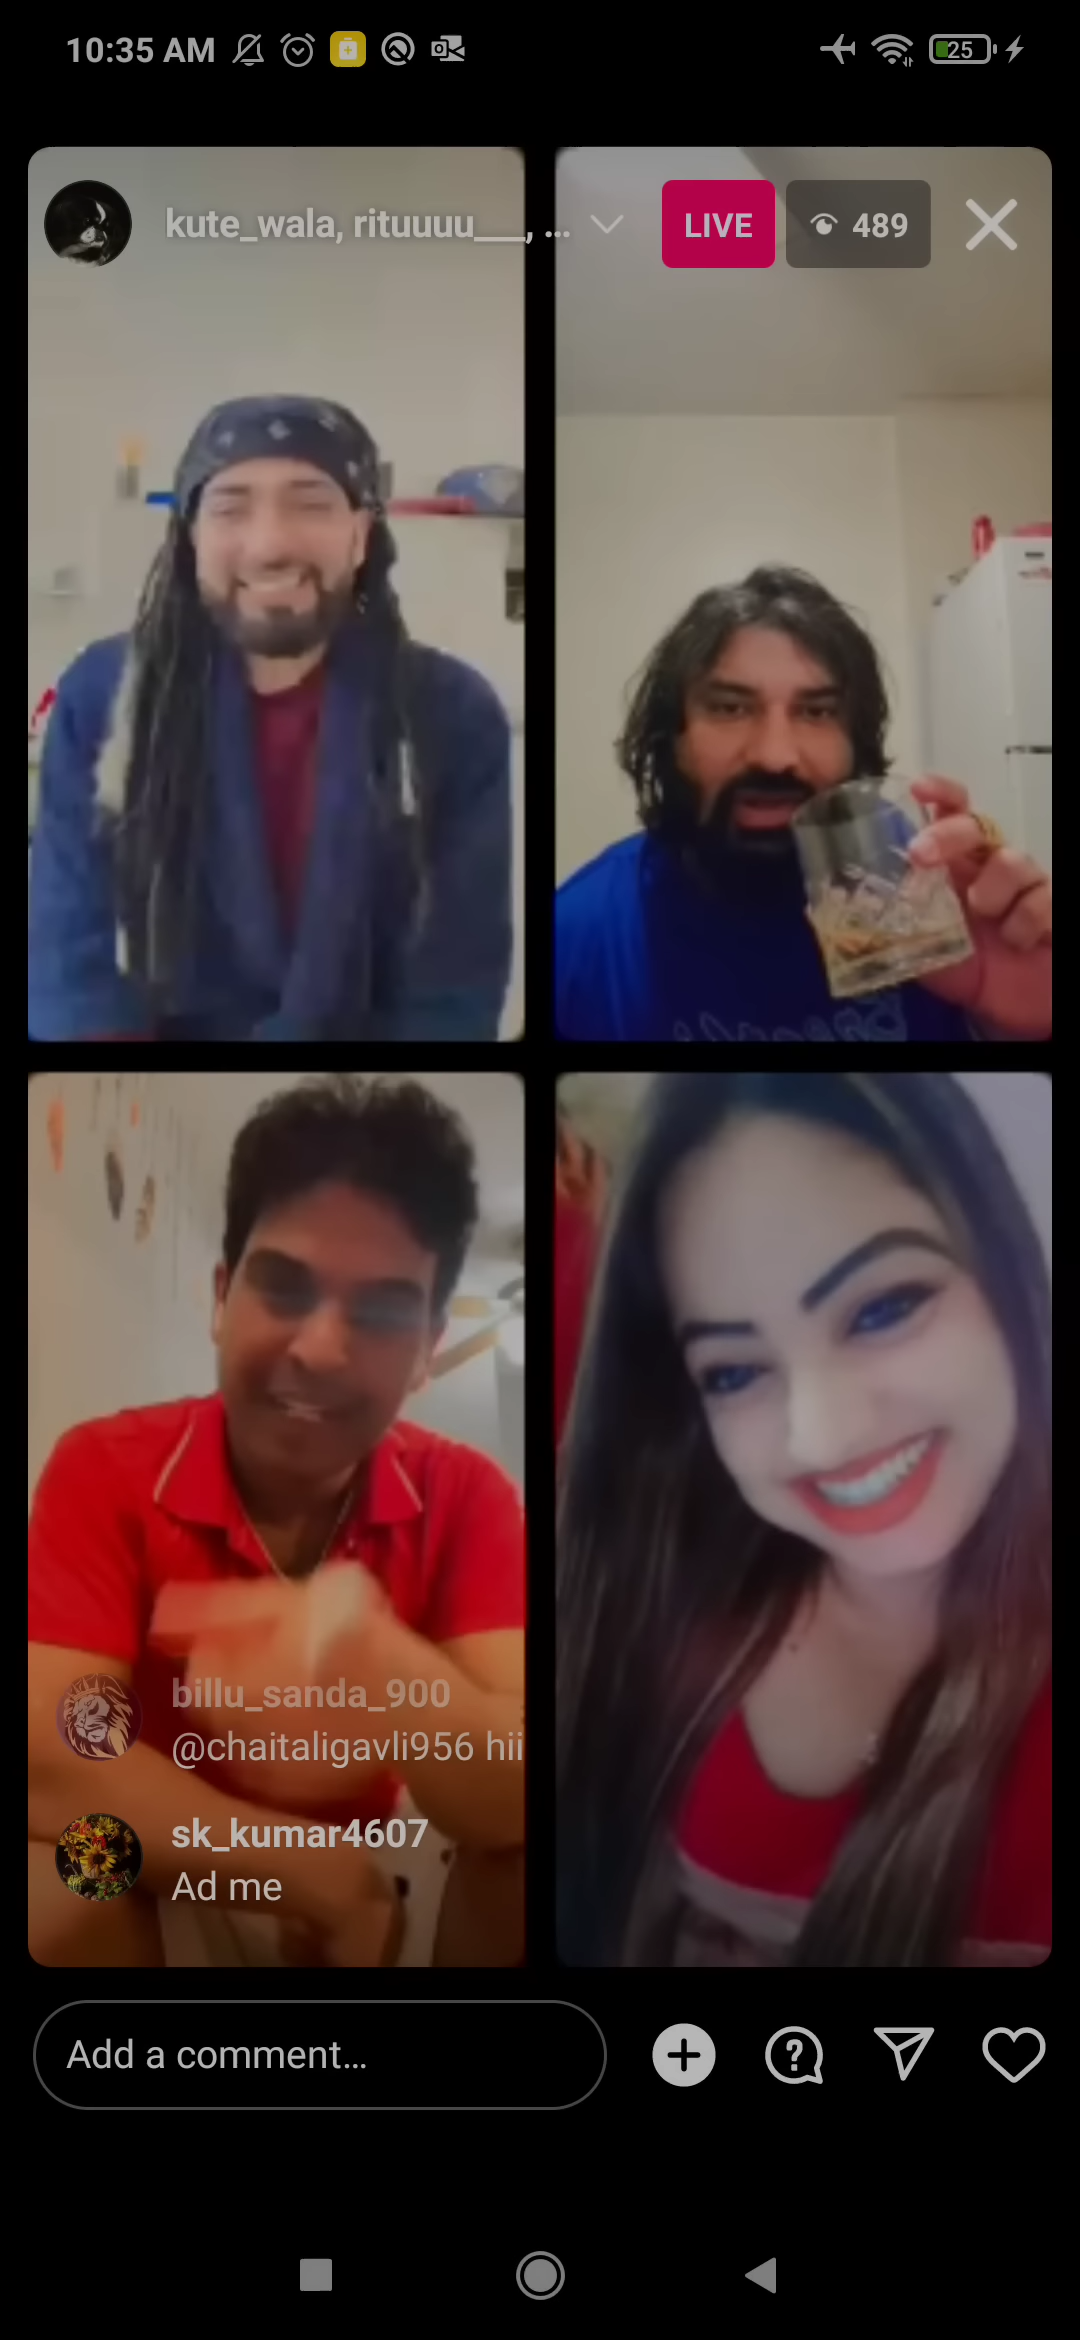 10:35 AM
25
kute_wala, rituuuu___, ...
LIVE
489
billu_sanda_900
@chaitaligavli956 hii
sk_kumar4607
Ad me
Add a comment...